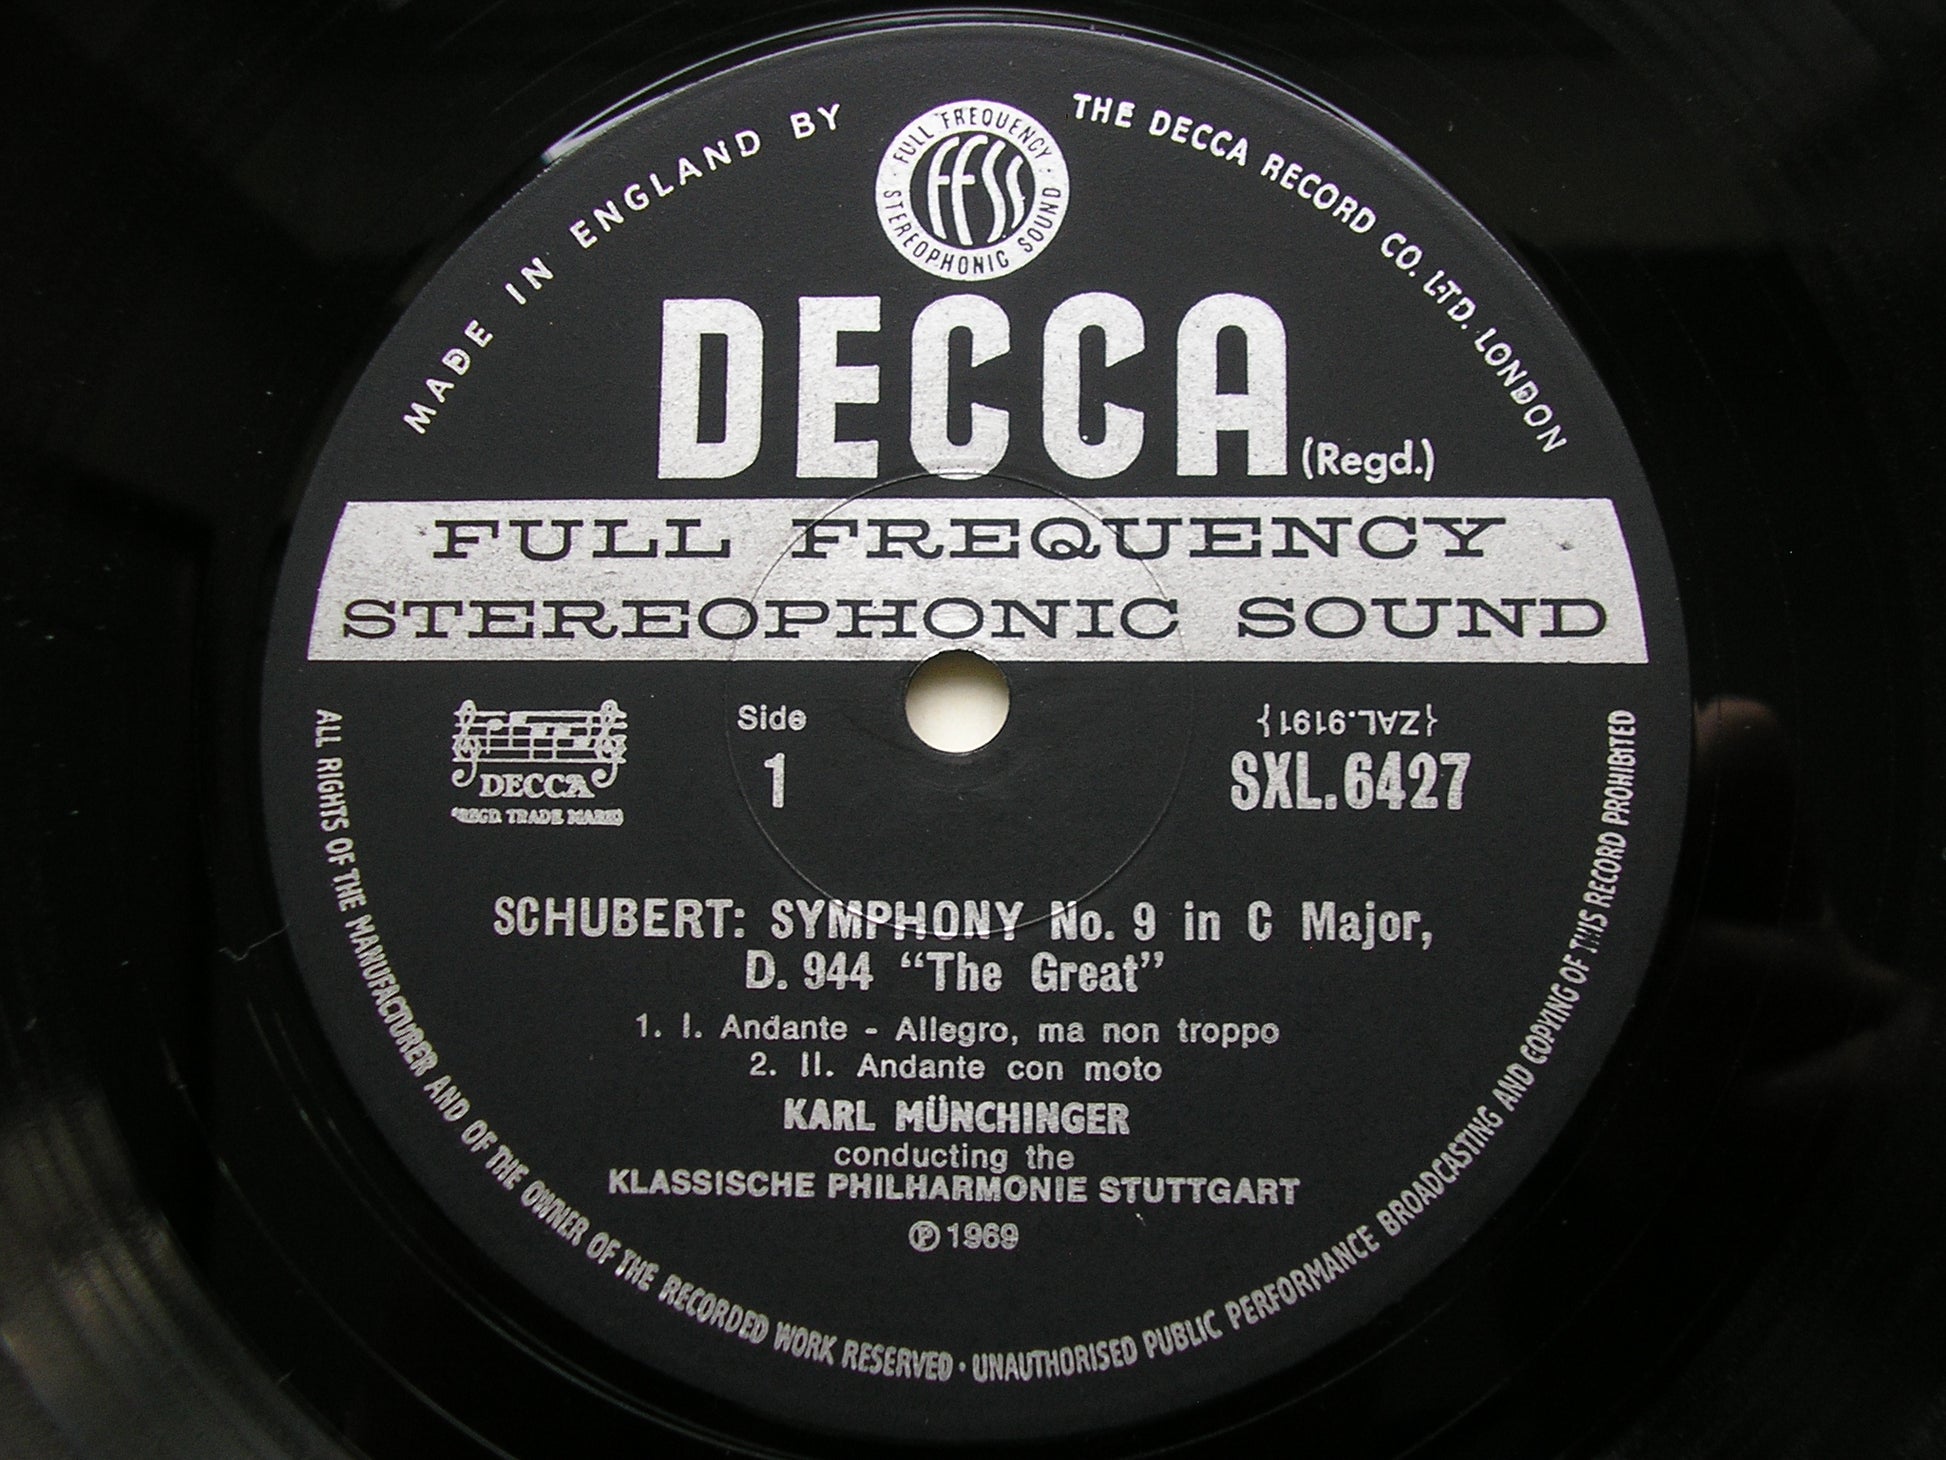 MADE IN ENGLAND BY
THE DECCA RECORD CO. LTD. LONDON
FULL FREQUENCY
ffss
STEREOPHONIC SOUND
DECCA (Regd.)
FULL FREQUENCY
STEREOPHONIC SOUND
DECCA
(REGD. TRADE MARK)
Side
1
{ZAL.9191}
SXL.6427
SCHUBERT: SYMPHONY No. 9 in C Major,
D. 944 “The Great”
1. I. Andante - Allegro, ma non troppo
2. II. Andante con moto
KARL MÜNCHINGER
conducting the
KLASSISCHE PHILHARMONIE STUTTGART
℗ 1969
ALL RIGHTS OF THE MANUFACTURER AND OF THE OWNER OF THE RECORDED WORK RESERVED · UNAUTHORISED PUBLIC PERFORMANCE BROADCASTING AND COPYING OF THIS RECORD PROHIBITED